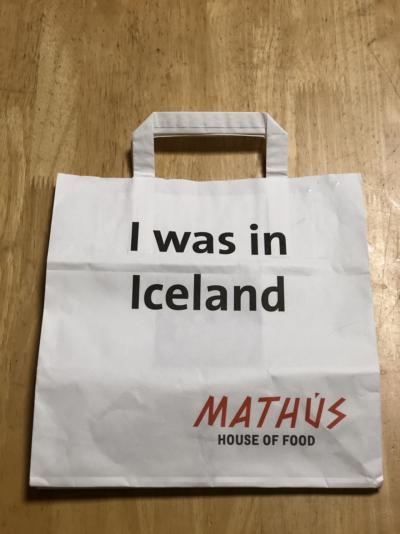 I was in
Iceland
MATHÚS
HOUSE OF FOOD